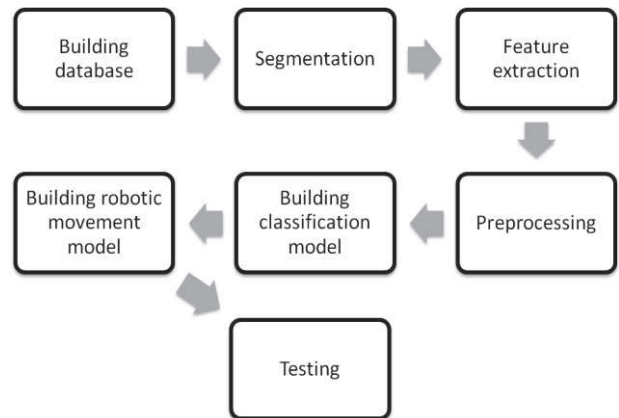 Building
database
Segmentation
Feature
extraction
Preprocessing
Building
classification
model
Building robotic
movement
model
Testing